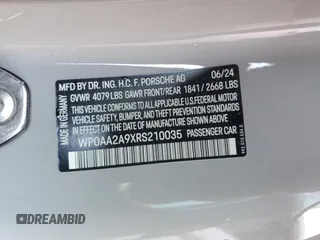 MFD. BY DR. ING. H.C. F. PORSCHE AG 06/24
GVWR 4079LBS GAWR FRONT/REAR 1841/2668 LBS
THIS VEHICLE CONFORMS TO ALL APPLICABLE U.S. FEDERAL MOTOR
VEHICLE SAFETY, BUMPER, AND THEFT PREVENTION STANDARDS
IN EFFECT ON THE DATE OF MANUFACTURE SHOWN ABOVE.
WP0AA2A9XRS210035 PASSENGER CAR
Made in Germany
DREAMBID